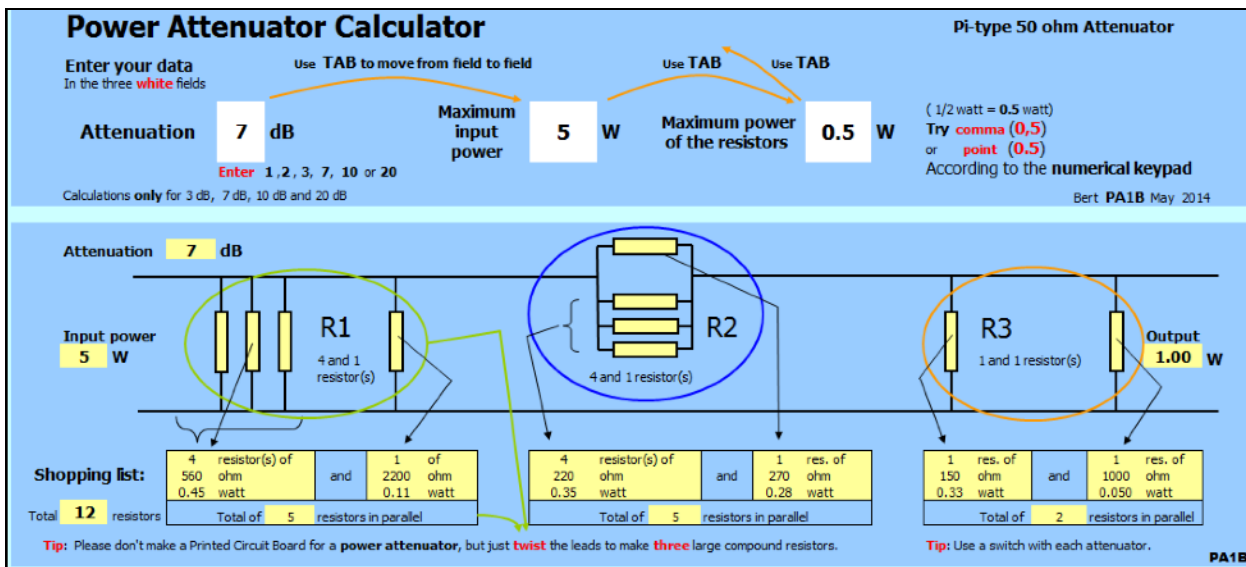 Power Attenuator Calculator
Pi-type 50 ohm Attenuator
Enter your data
In the three white fields
Use TAB to move from field to field
Use TAB
Use TAB
Attenuation 7 dB
Maximum input power 5 W
Maximum power of the resistors 0.5 W
( 1/2 watt = 0.5 watt)
Try comma (0,5)
or point (0.5)
According to the numerical keypad
Enter 1 ,2 , 3, 7, 10 or 20
Calculations only for 3 dB, 7 dB, 10 dB and 20 dB
Bert PA1B May 2014
Attenuation 7 dB
Input power
5 W
R1
4 and 1
resistor(s)
R2
4 and 1 resistor(s)
R3
1 and 1 resistor(s)
Output
1.00 W
Shopping list:
4 resistor(s) of
560 ohm
0.45 watt
and
1 of
2200 ohm
0.11 watt
Total of 5 resistors in parallel
4 resistor(s) of
220 ohm
0.35 watt
and
1 res. of
270 ohm
0.28 watt
Total of 5 resistors in parallel
1 res. of
150 ohm
0.33 watt
and
1 res. of
1000 ohm
0.050 watt
Total of 2 resistors in parallel
Total 12 resistors
Tip: Please don't make a Printed Circuit Board for a power attenuator, but just twist the leads to make three large compound resistors.
Tip: Use a switch with each attenuator.
PA1B